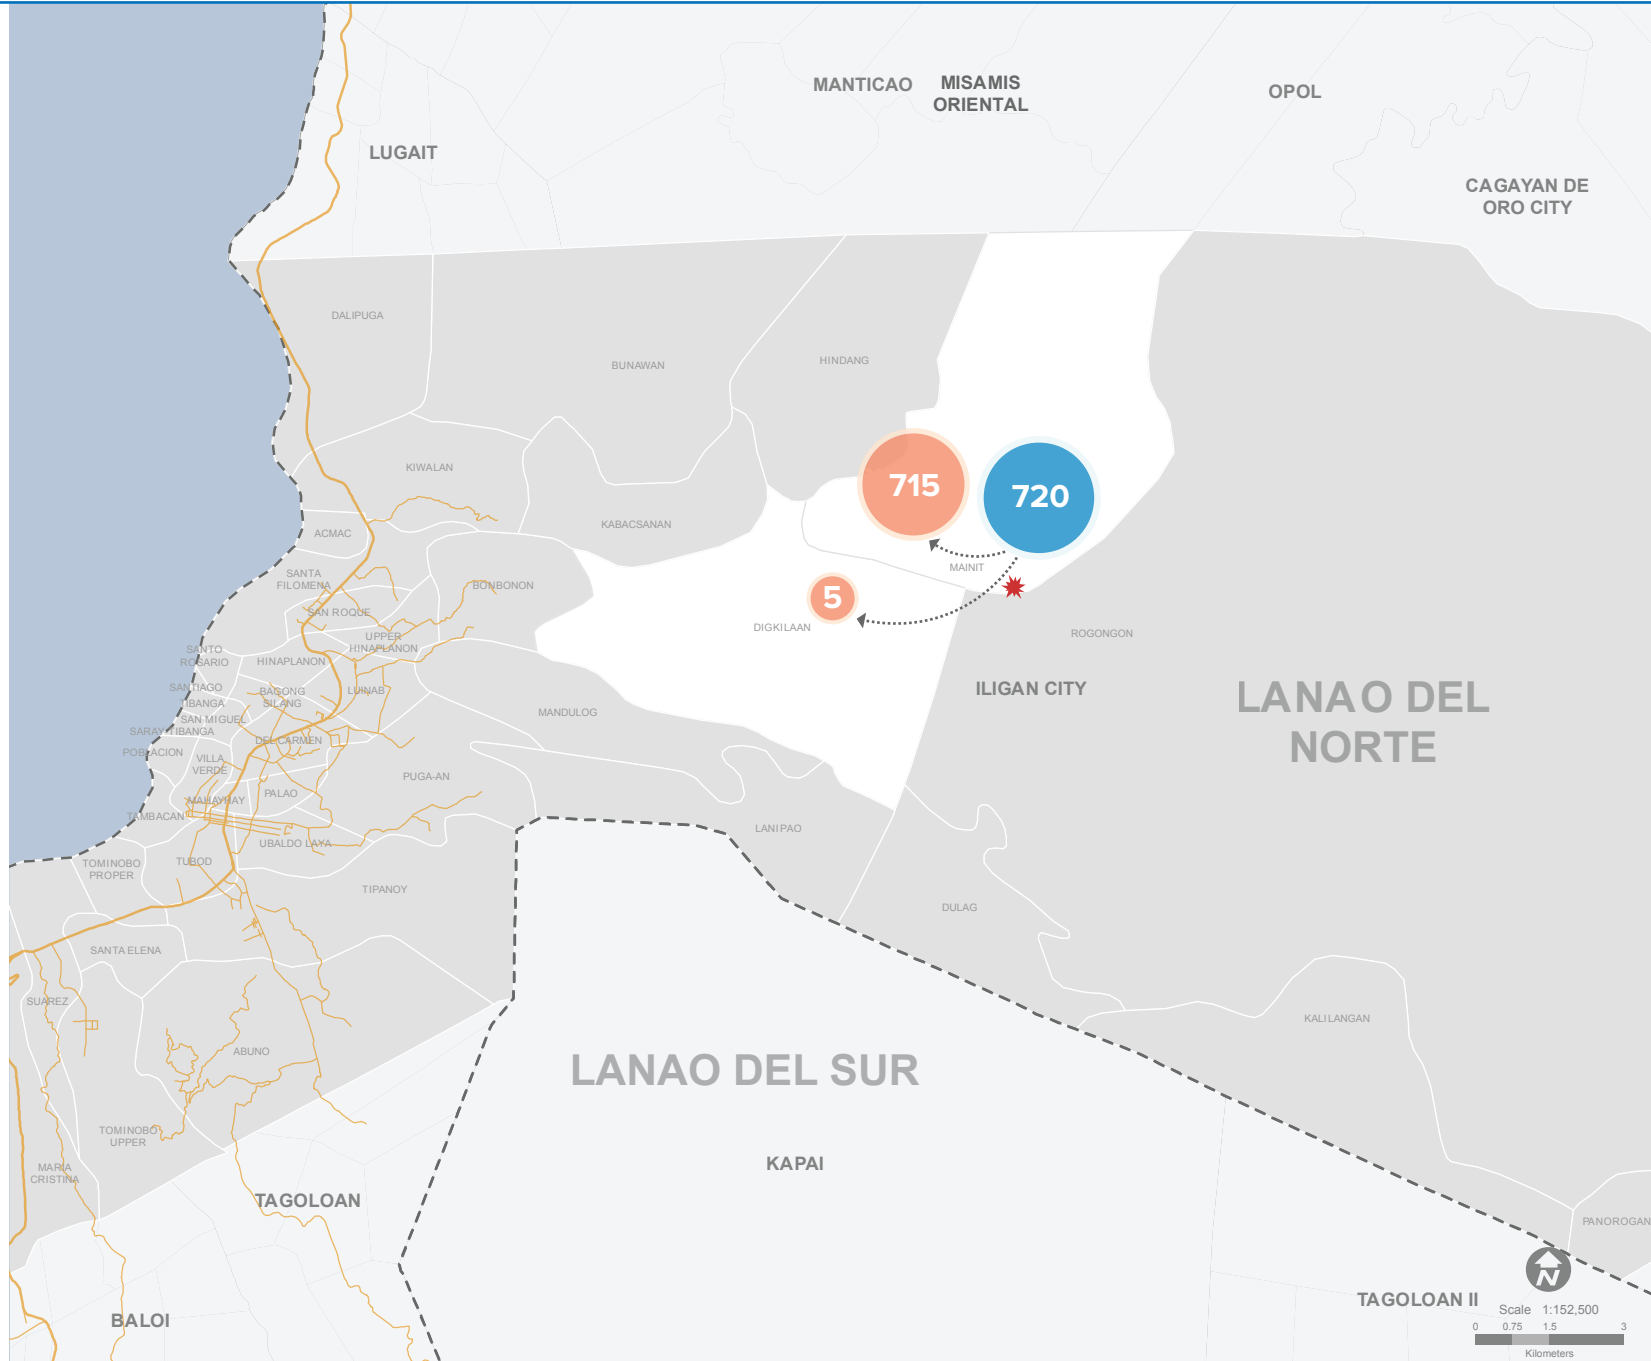 MANTICAO
MISAMIS
ORIENTAL
OPOL
LUGAIT
CAGAYAN DE
ORO CITY
DALIPUGA
BUNAWAN
HINDANG
KIWALAN
715
720
KABACSANAN
ACMAC
MAINIT
SANTA
FILOMENA
BONBONON
5
SAN ROQUE
DIGKILAAN
ROGONGON
UPPER
HINAPLANON
SANTO
ROSARIO
HINAPLANON
SANTIAGO
BAGONG
SILANG
LUINAB
ILIGAN CITY
LANAO DEL
NORTE
TIBANGA
SAN MIGUEL
MANDULOG
SARAY-TIBANGA
DEL CARMEN
POBLACION
VILLA
VERDE
PUGA-AN
MAHAYHAY
PALAO
TAMBACAN
LANIPAO
UBALDO LAYA
TOMINOBO
PROPER
TUBOD
TIPANOY
DULAG
SANTA ELENA
SUAREZ
KALILANGAN
ABUNO
LANAO DEL SUR
TOMINOBO
UPPER
MARIA
CRISTINA
KAPAI
TAGOLOAN
PANOROGAN
N
TAGOLOAN II
BALOI
Scale 1:152,500
0 0.75 1.5 3
Kilometers